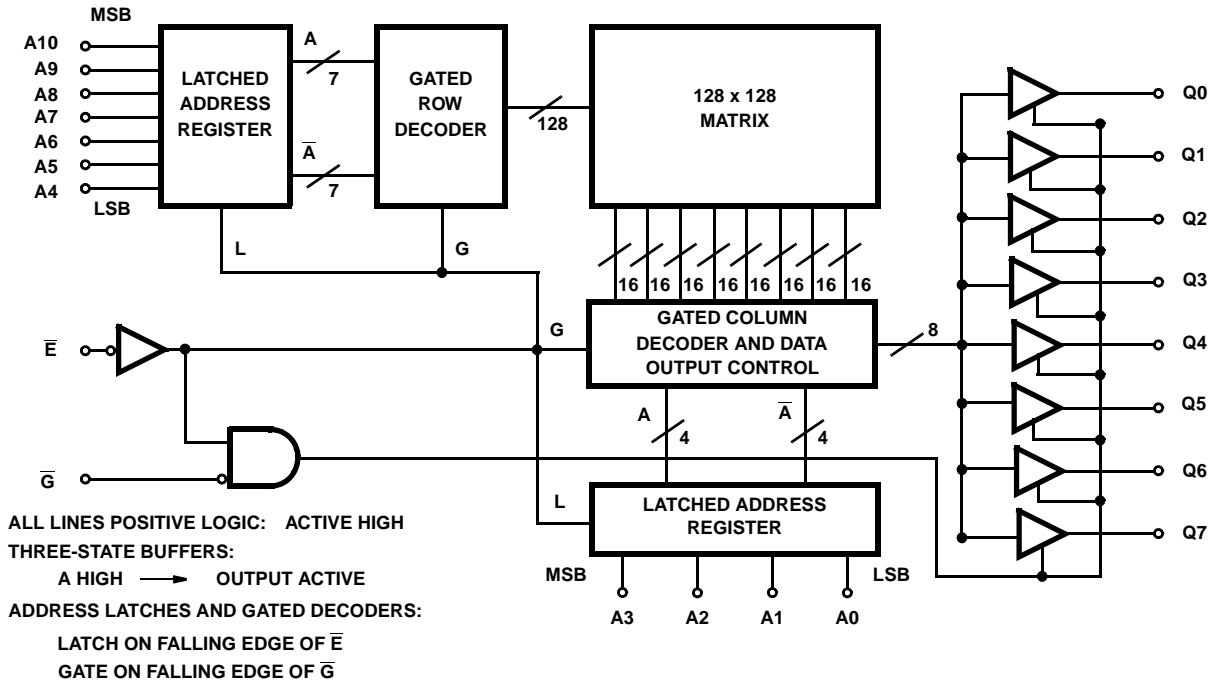 MSB
A10
A9
A8
A7
A6
A5
A4
LSB
LATCHED
ADDRESS
REGISTER
A
7
A̅
7
GATED
ROW
DECODER
128
128 x 128
MATRIX
L
G
16 16 16 16 16 16 16 16
E̅
G
GATED COLUMN
DECODER AND DATA
OUTPUT CONTROL
8
A
4
A̅
4
G̅
L
LATCHED ADDRESS
REGISTER
MSB
LSB
A3
A2
A1
A0
Q0
Q1
Q2
Q3
Q4
Q5
Q6
Q7
ALL LINES POSITIVE LOGIC: ACTIVE HIGH
THREE-STATE BUFFERS:
A HIGH → OUTPUT ACTIVE
ADDRESS LATCHES AND GATED DECODERS:
LATCH ON FALLING EDGE OF E̅
GATE ON FALLING EDGE OF G̅